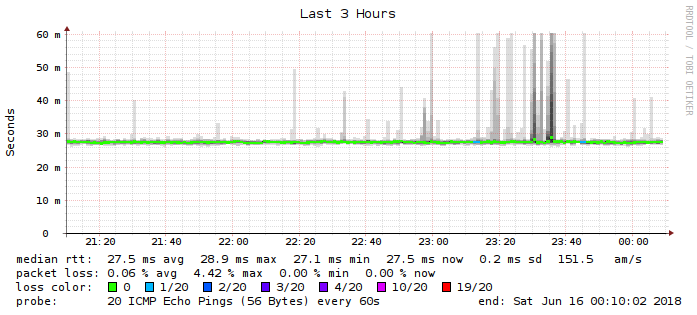 Last 3 Hours
RRDTOOL / TOBI OETIKER
Seconds
60 m
50 m
40 m
30 m
20 m
10 m
0
21:20 21:40 22:00 22:20 22:40 23:00 23:20 23:40 00:00
median rtt: 27.5 ms avg 28.9 ms max 27.1 ms min 27.5 ms now 0.2 ms sd 151.5 am/s
packet loss: 0.06 % avg 4.42 % max 0.00 % min 0.00 % now
loss color: 0 1/20 2/20 3/20 4/20 10/20 19/20
probe: 20 ICMP Echo Pings (56 Bytes) every 60s end: Sat Jun 16 00:10:02 2018